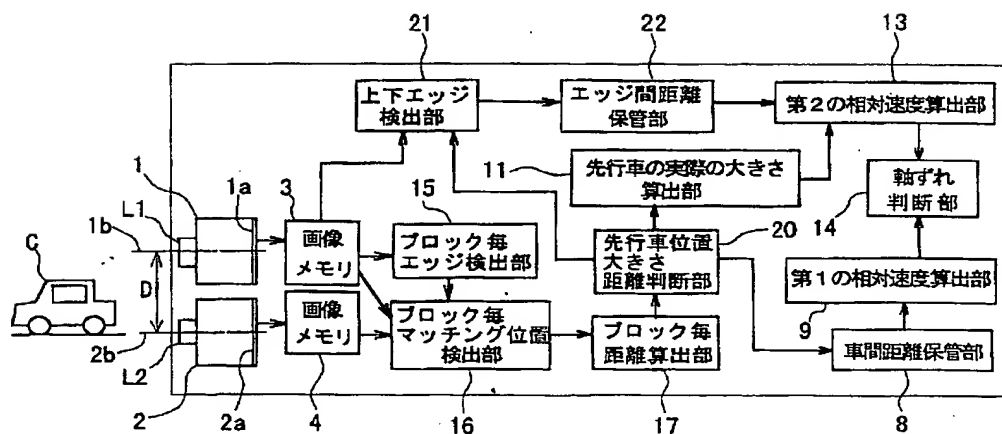 21
22
13
上下エッジ
検出部
エッジ間距離
保管部
第2の相対速度算出部
11
先行車の実際の大きさ
算出部
軸ずれ
判断部
14
1
1a
3
15
L1
1b
C
D
画像
メモリ
ブロック毎
エッジ検出部
先行車位置
大きさ
距離判断部
20
第1の相対速度算出部
9
2b
L2
2
2a
画像
メモリ
4
ブロック毎
マッチング位置
検出部
16
ブロック毎
距離算出部
17
車間距離保管部
8